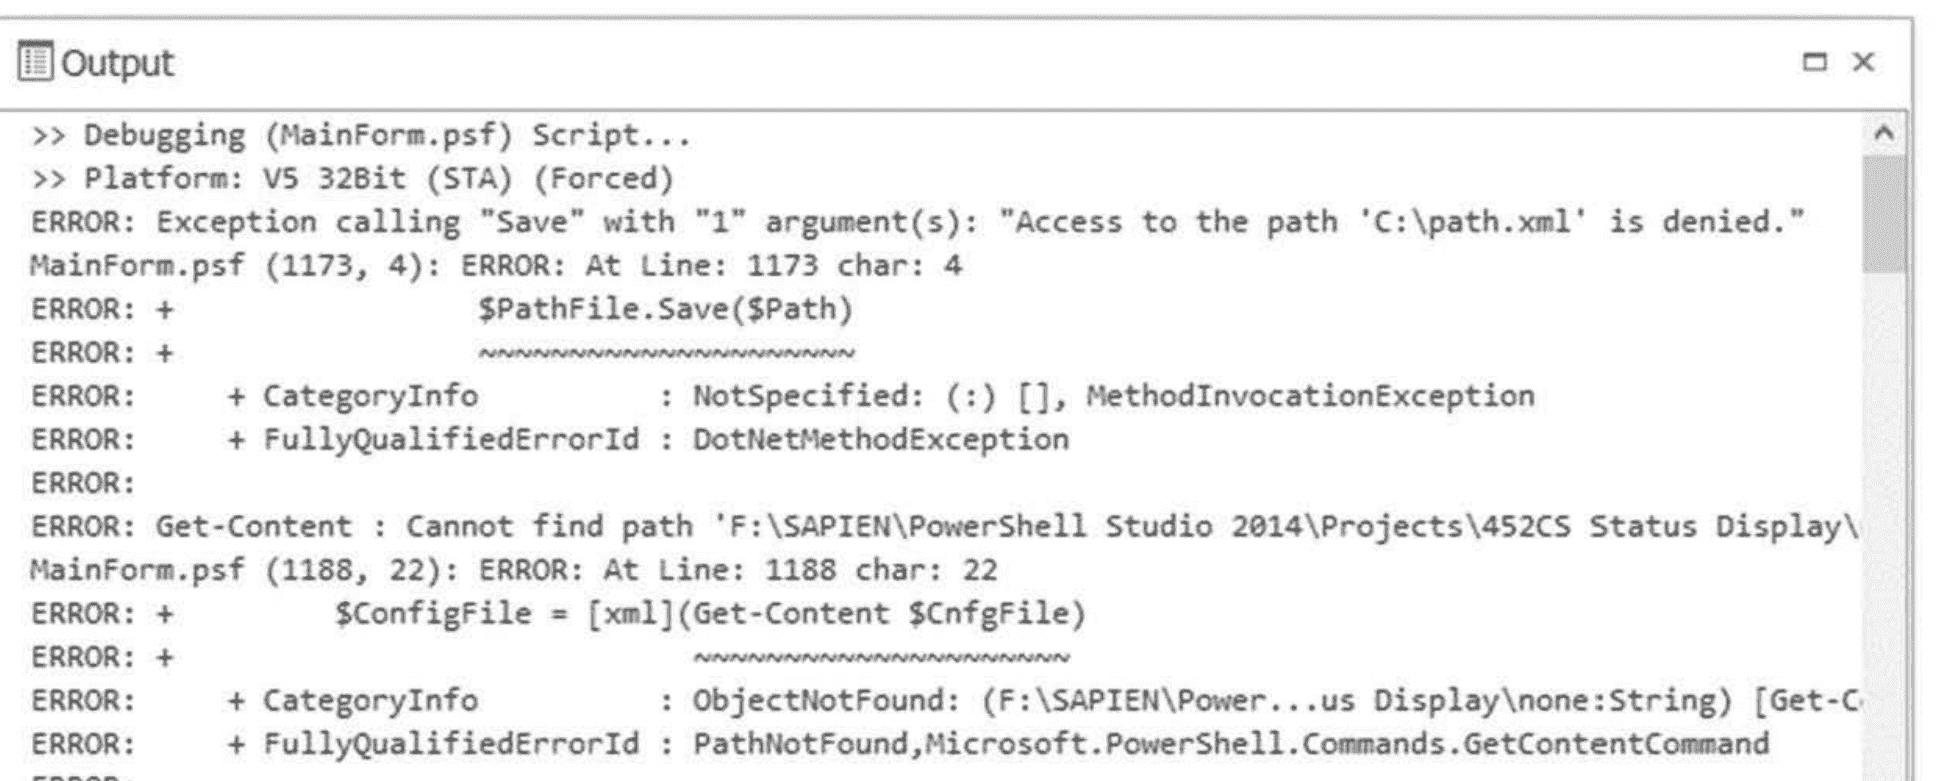 Output
>> Debugging (MainForm.psf) Script...
>> Platform: V5 32Bit (STA) (Forced)
ERROR: Exception calling "Save" with "1" argument(s): "Access to the path 'C:\path.xml' is denied."
MainForm.psf (1173, 4): ERROR: At Line: 1173 char: 4
ERROR: +                 $PathFile.Save($Path)
ERROR: +                 ~~~~~~~~~~~~~~~~~~~~~
ERROR:     + CategoryInfo          : NotSpecified: (:) [], MethodInvocationException
ERROR:     + FullyQualifiedErrorId : DotNetMethodException
ERROR:
ERROR: Get-Content : Cannot find path 'F:\SAPIEN\PowerShell Studio 2014\Projects\452CS Status Display\
MainForm.psf (1188, 22): ERROR: At Line: 1188 char: 22
ERROR: +         $ConfigFile = [xml](Get-Content $CnfgFile)
ERROR: +                             ~~~~~~~~~~~~~~~~~~~~~
ERROR:     + CategoryInfo          : ObjectNotFound: (F:\SAPIEN\Power...us Display\none:String) [Get-C
ERROR:     + FullyQualifiedErrorId : PathNotFound,Microsoft.PowerShell.Commands.GetContentCommand